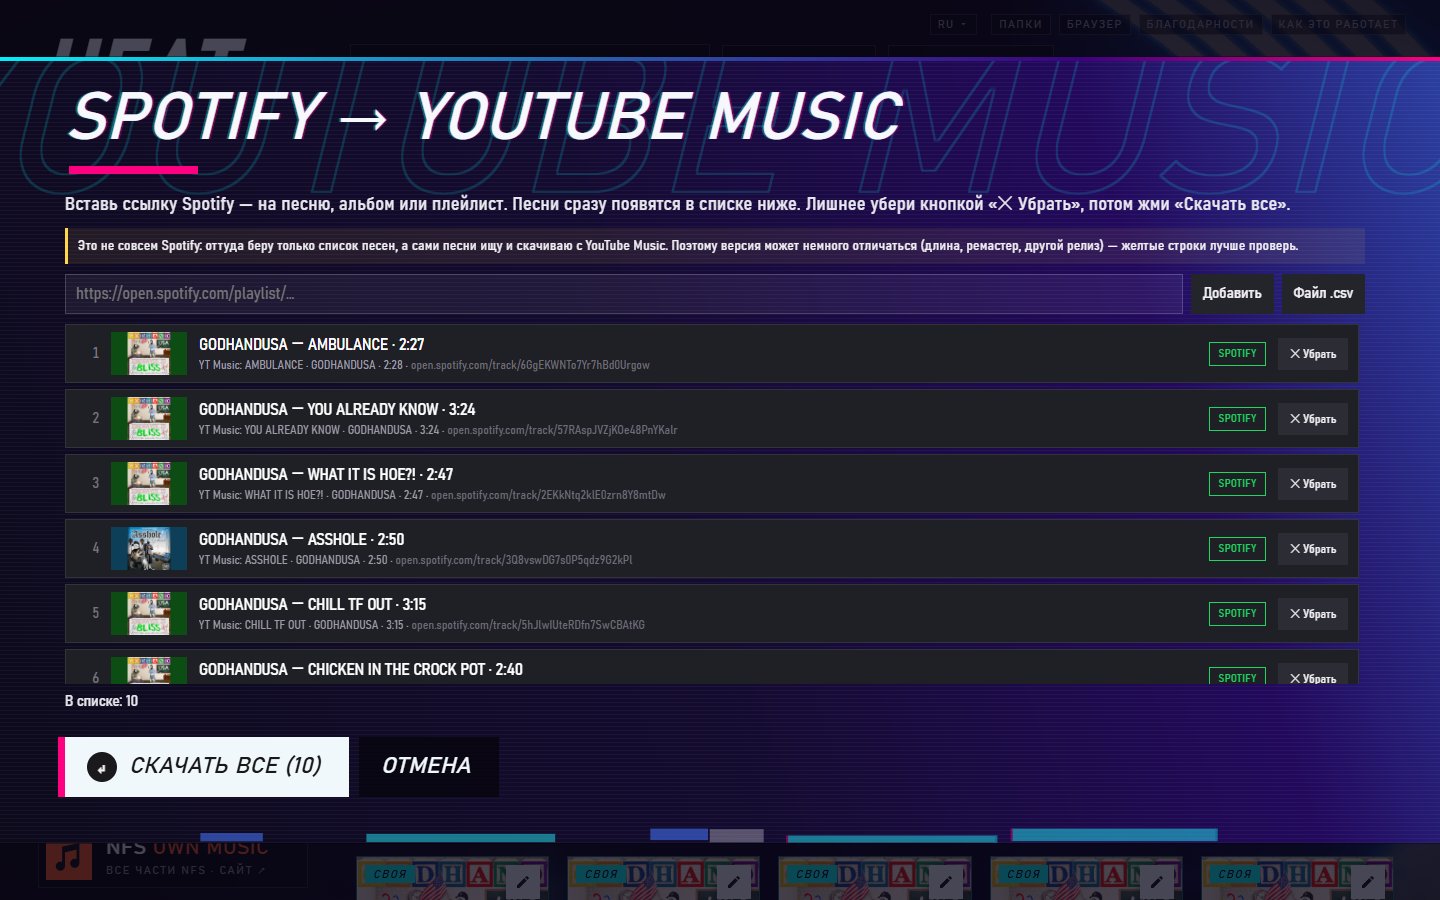 RU
ПАПКИ
БРАУЗЕР
БЛАГОДАРНОСТИ
КАК ЭТО РАБОТАЕТ
HEAT
SPOTIFY → YOUTUBE MUSIC
Вставь ссылку Spotify — на песню, альбом или плейлист. Песни сразу появятся в списке ниже. Лишнее убери кнопкой «✕ Убрать», потом жми «Скачать все».
Это не совсем Spotify: оттуда беру только список песен, а сами песни ищу и скачиваю с YouTube Music. Поэтому версия может немного отличаться (длина, ремастер, другой релиз) — желтые строки лучше проверь.
https://open.spotify.com/playlist/...
Добавить
Файл .csv
1
GODHANDUSA — AMBULANCE · 2:27
YT Music: AMBULANCE · GODHANDUSA · 2:28 · open.spotify.com/track/6GgEKWNTo7Yr7hBd0Urgow
SPOTIFY
✕ Убрать
2
GODHANDUSA — YOU ALREADY KNOW · 3:24
YT Music: YOU ALREADY KNOW · GODHANDUSA · 3:24 · open.spotify.com/track/57RAspJVZjKOe48PnYKalr
SPOTIFY
✕ Убрать
3
GODHANDUSA — WHAT IT IS HOE?! · 2:47
YT Music: WHAT IT IS HOE?! · GODHANDUSA · 2:47 · open.spotify.com/track/2EKkNtq2klE0zrn8Y8mtDw
SPOTIFY
✕ Убрать
4
GODHANDUSA — ASSHOLE · 2:50
YT Music: ASSHOLE · GODHANDUSA · 2:50 · open.spotify.com/track/3Q8vswDG7s0P5qdz9G2kPl
SPOTIFY
✕ Убрать
5
GODHANDUSA — CHILL TF OUT · 3:15
YT Music: CHILL TF OUT · GODHANDUSA · 3:15 · open.spotify.com/track/5hJlwIUteRDfn7SwCBAtKG
SPOTIFY
✕ Убрать
6
GODHANDUSA — CHICKEN IN THE CROCK POT · 2:40
SPOTIFY
✕ Убрать
В списке: 10
СКАЧАТЬ ВСЕ (10)
ОТМЕНА
NFS OWN MUSIC
ВСЕ ЧАСТИ NFS · САЙТ ↗
СВОЯ
СВОЯ
СВОЯ
СВОЯ
СВОЯ